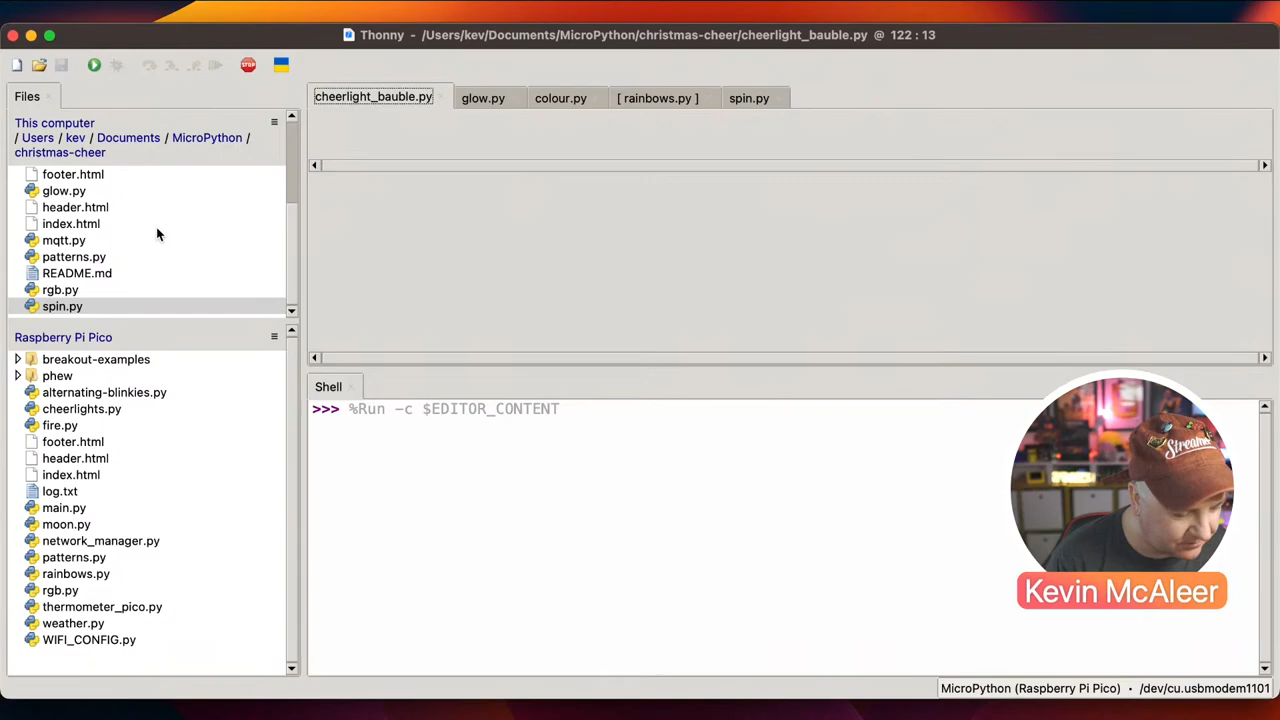 Thonny - /Users/kev/Documents/MicroPython/christmas-cheer/cheerlight_bauble.py @ 122 : 13
STOP
Files
cheerlight_bauble.py
glow.py
colour.py
[ rainbows.py ]
spin.py
This computer
/ Users / kev / Documents / MicroPython /
christmas-cheer
footer.html
glow.py
header.html
index.html
mqtt.py
patterns.py
README.md
rgb.py
spin.py
Raspberry Pi Pico
breakout-examples
phew
alternating-blinkies.py
cheerlights.py
fire.py
footer.html
header.html
index.html
log.txt
main.py
moon.py
network_manager.py
patterns.py
rainbows.py
rgb.py
thermometer_pico.py
weather.py
WIFI_CONFIG.py
Shell
>>> %Run -c $EDITOR_CONTENT
Kevin McAleer
MicroPython (Raspberry Pi Pico) · /dev/cu.usbmodem1101